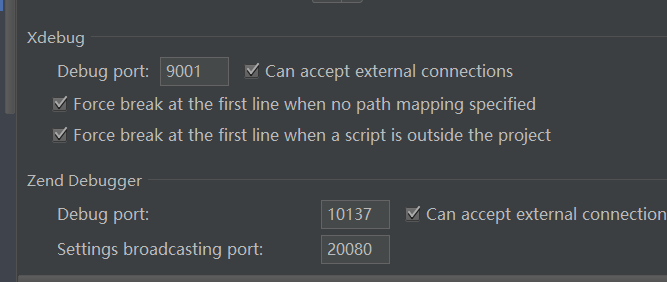 Xdebug
Debug port: 9001 Can accept external connections
Force break at the first line when no path mapping specified
Force break at the first line when a script is outside the project
Zend Debugger
Debug port: 10137 Can accept external connection
Settings broadcasting port: 20080